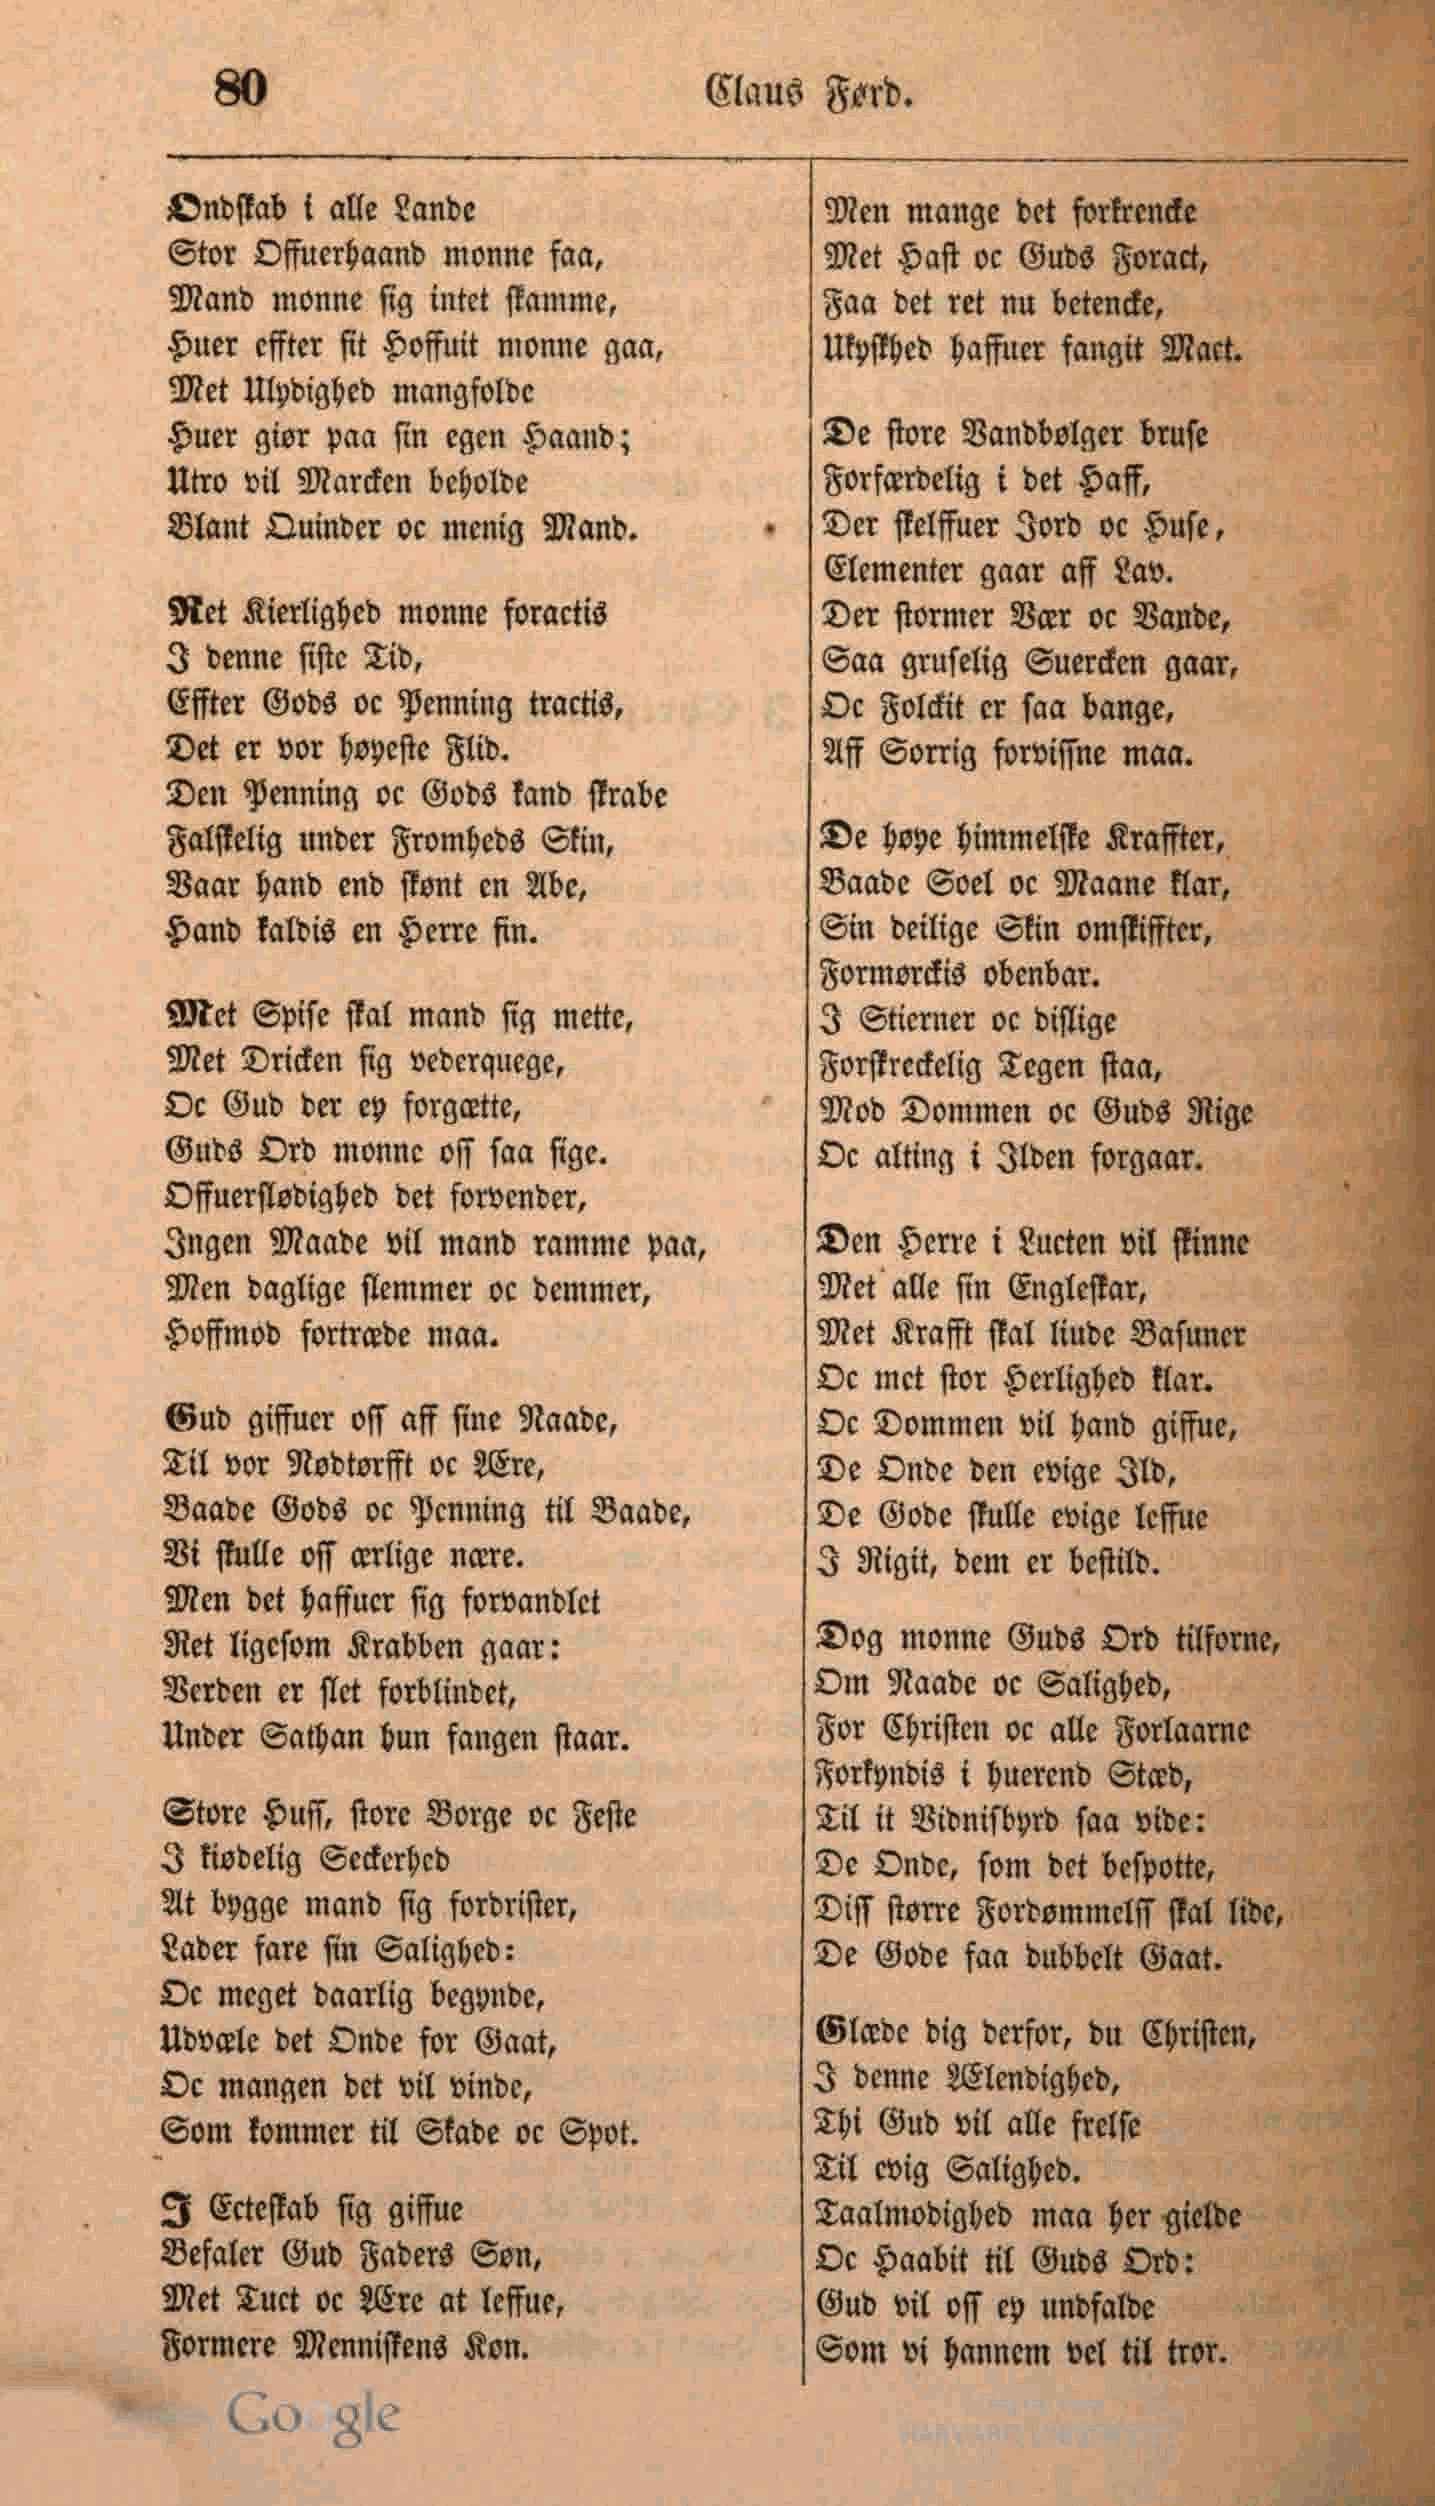 80
Claus Førd.
Ondskab i alle Lande
Stor Offuerhaand monne faa,
Mand monne sig intet skamme,
Huer effter sit Hoffuit monne gaa,
Met Ulydighed mangfolde
Huer giør paa sin egen Haand;
Utro vil Marcken beholde
Blant Quinder oc menig Mand.
Ret Kierlighed monne foractis
I denne siste Tid,
Effter Gods oc Penning tractis,
Det er vor høyeste Flid.
Den Penning oc Gods kand skrabe
Falskelig under Fromheds Skin,
Vaar hand end skønt en Abe,
Hand kaldis en Herre fin.
Met Spise skal mand sig mette,
Met Dricken sig vederquege,
Oc Gud der ey forgætte,
Guds Ord monne oss saa sige.
Offuerflødighed det forvender,
Ingen Maade vil mand ramme paa,
Men daglige slemmer oc demmer,
Hoffmod fortræde maa.
Gud giffuer oss aff sine Naade,
Til vor Nødtørfft oc Ære,
Baade Gods oc Penning til Baade,
Vi skulle oss ærlige nære.
Men det haffuer sig forvandlet
Ret ligesom Krabben gaar:
Verden er slet forblindet,
Under Sathan hun fangen staar.
Store Huss, store Borge oc Feste
I kiødelig Seckerhed
At bygge mand sig fordrister,
Lader fare sin Salighed:
Oc meget daarlig begynde,
Udvæle det Onde for Gaat,
Oc mangen det vil vinde,
Som kommer til Skade oc Spot.
I Ecteskab sig giffue
Befaler Gud Faders Søn,
Met Tuct oc Ære at leffue,
Formere Menniskens Køn.
Men mange det forkrencke
Met Hast oc Guds Foract,
Faa det ret nu betencke,
Ukyskhed haffuer fangit Mact.
De store Vandbølger bruse
Forfærdelig i det Haff,
Der skelffuer Jord oc Huse,
Elementer gaar aff Lav.
Der stormer Vær oc Vande,
Saa gruselig Suercken gaar,
Oc Folckit er saa bange,
Aff Sorrig forvissne maa.
De høye himmelske Kraffter,
Baade Soel oc Maane klar,
Sin deilige Skin omskiffter,
Formørckis obenbar.
I Stierner oc dislige
Forskreckelig Tegen staa,
Mod Dommen oc Guds Rige
Oc alting i Ilden forgaar.
Den Herre i Lucten vil skinne
Met alle sin Engleskar,
Met Krafft skal liude Basuner
Oc met stor Herlighed klar.
Oc Dommen vil hand giffue,
De Onde den evige Ild,
De Gode skulle evige leffue
I Rigit, dem er bestild.
Dog monne Guds Ord tilforne,
Om Naade oc Salighed,
For Christen oc alle Forlaarne
Forkyndis i huerend Stæd,
Til it Vidnisbyrd saa vide:
De Onde, som det bespotte,
Diss større Fordømmelss skal lide,
De Gode faa dubbelt Gaat.
Glæde dig derfor, du Christen,
I denne Ælendighed,
Thi Gud vil alle frelse
Til evig Salighed.
Taalmodighed maa her gielde
Oc Haabit til Guds Ord:
Gud vil oss ey undfalde
Som vi hannem vel til tror.
Google